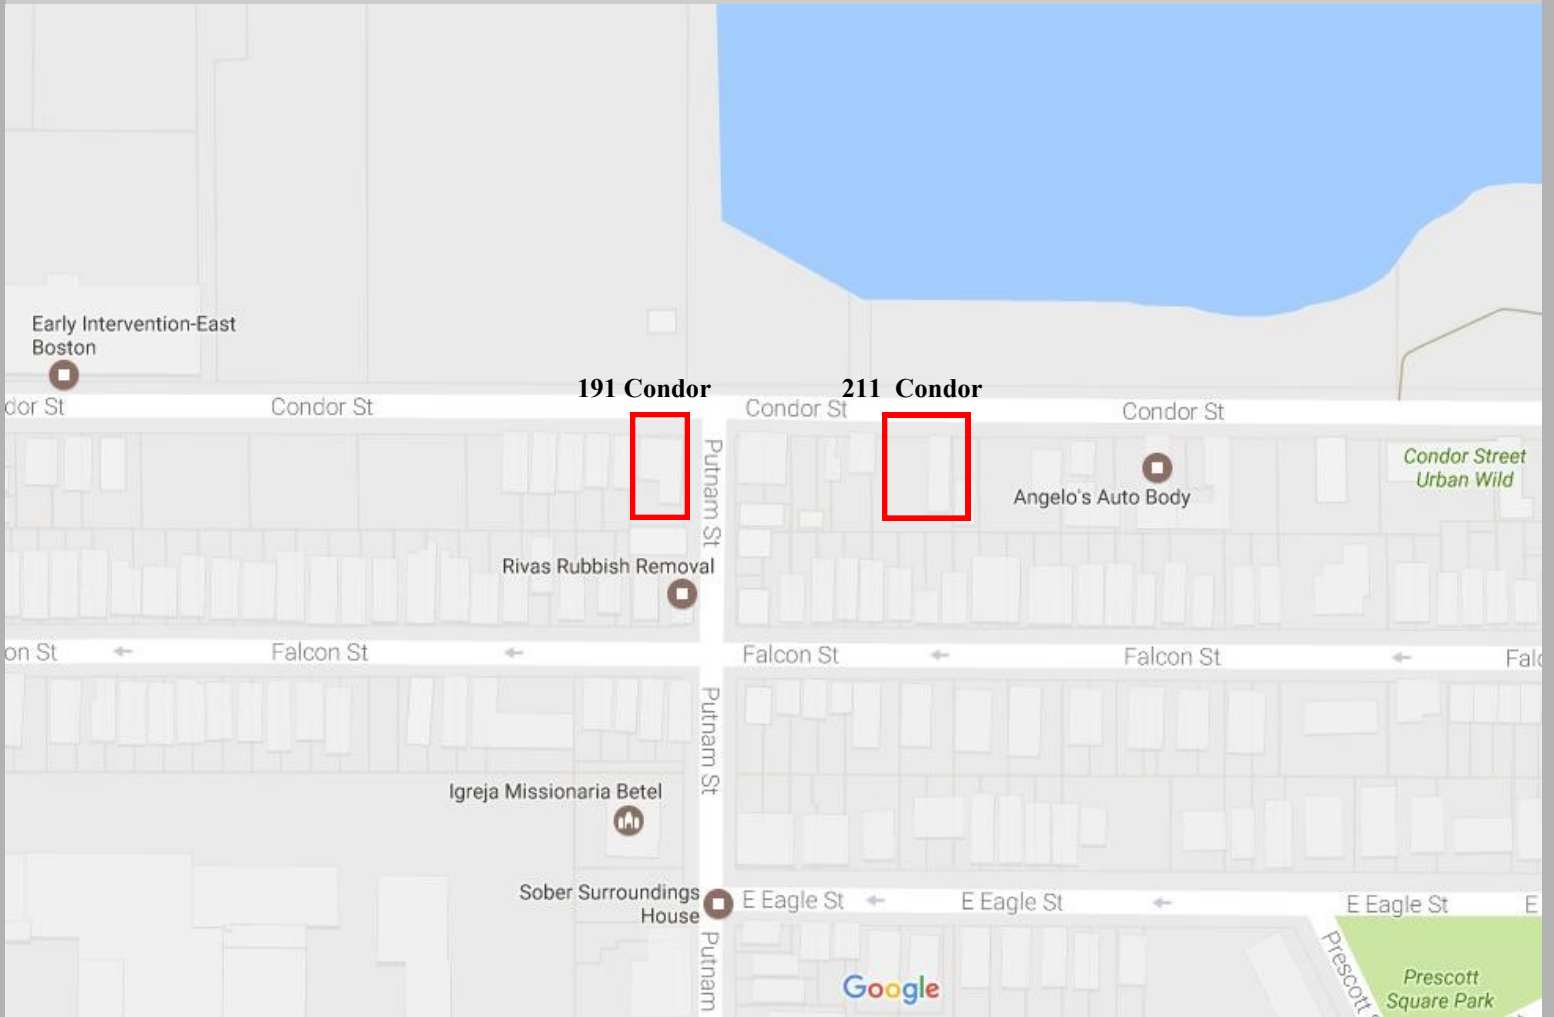 Early Intervention-East
Boston
191 Condor
211 Condor
dor St
Condor St
Condor St
Condor St
Putnam St
Condor Street
Urban Wild
Angelo's Auto Body
Rivas Rubbish Removal
on St
Falcon St
Falcon St
Falcon St
Falc
Putnam St
Igreja Missionaria Betel
Sober Surroundings
House
E Eagle St
E Eagle St
E Eagle St
E
Putnam
Prescott S
Prescott
Square Park
Google